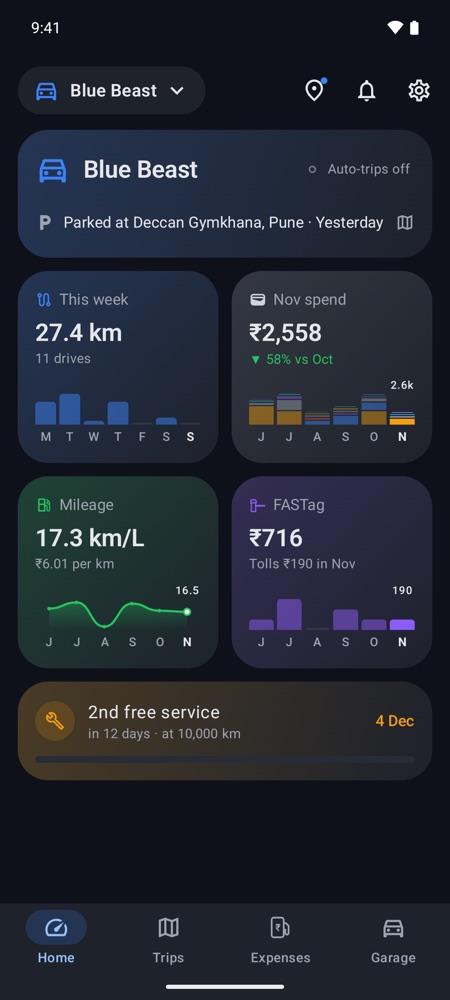 9:41
Blue Beast
Blue Beast
Auto-trips off
P Parked at Deccan Gymkhana, Pune · Yesterday
This week
27.4 km
11 drives
M T W T F S S
Nov spend
₹2,558
▼ 58% vs Oct
2.6k
J J A S O N
Mileage
17.3 km/L
₹6.01 per km
16.5
J J A S O N
FASTag
₹716
Tolls ₹190 in Nov
190
J J A S O N
2nd free service
in 12 days · at 10,000 km
4 Dec
Home Trips Expenses Garage